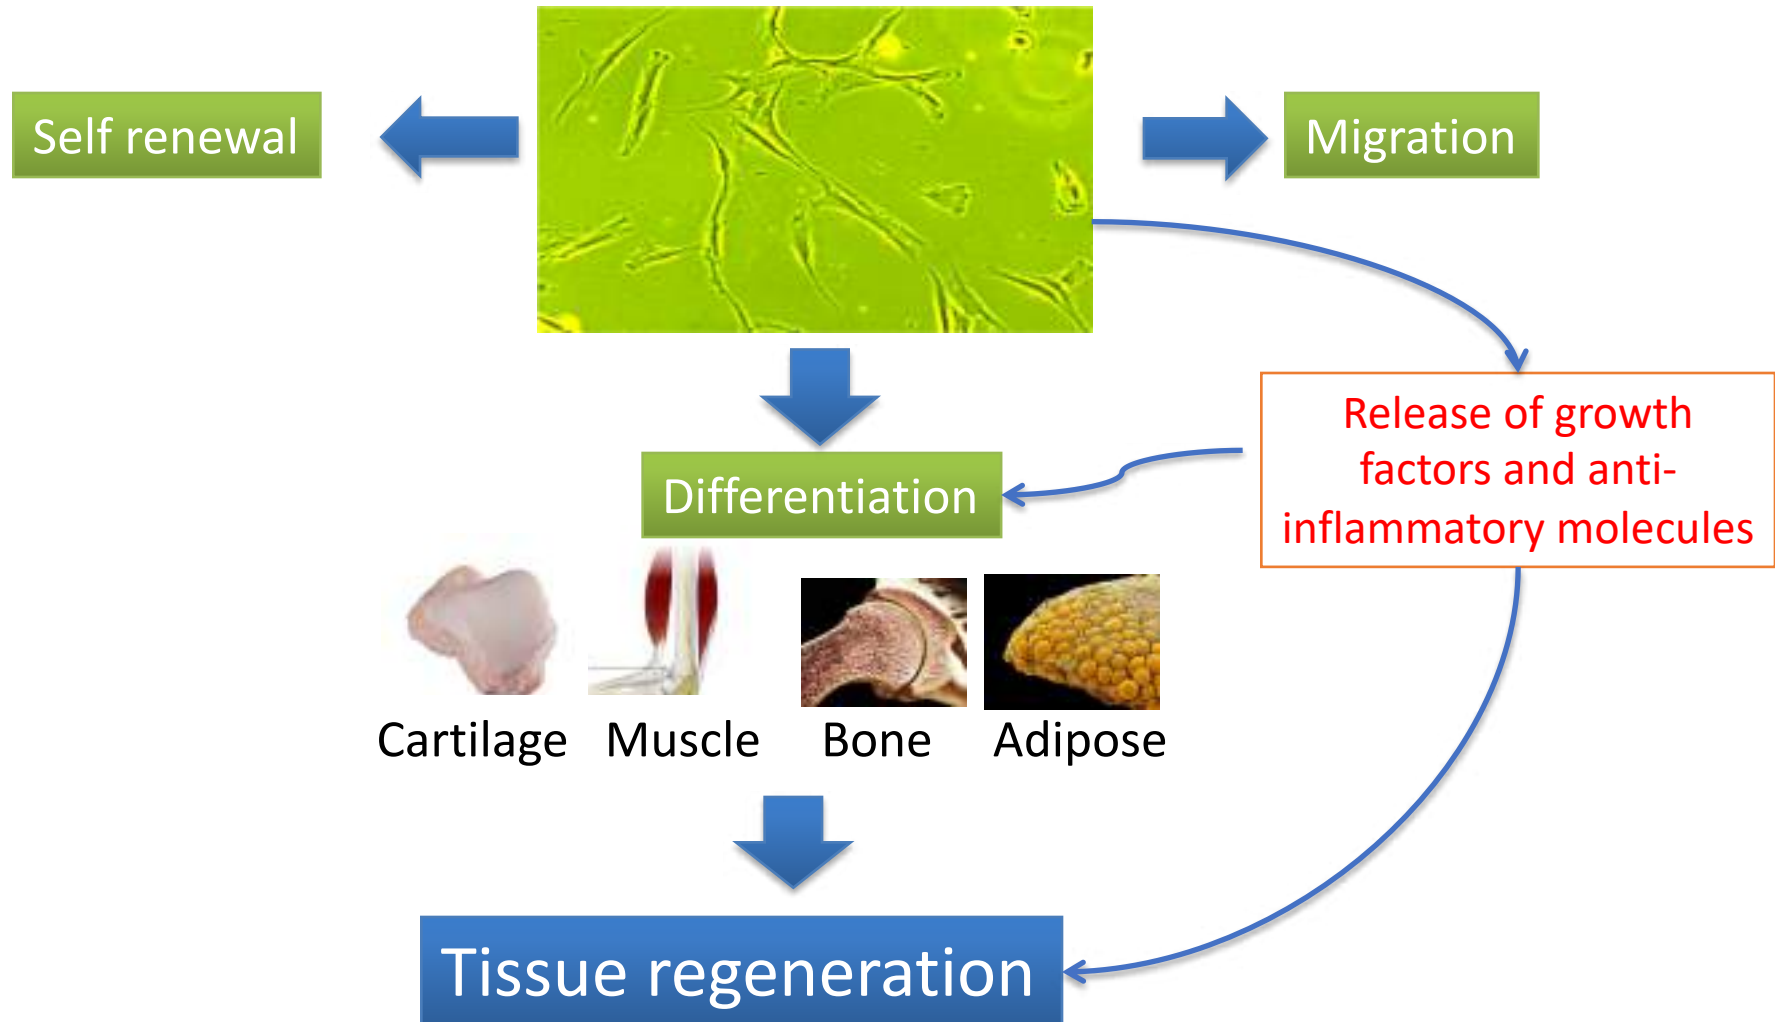 Self renewal
Migration
Release of growth
factors and anti-
inflammatory molecules
Differentiation
Cartilage
Muscle
Bone
Adipose
Tissue regeneration